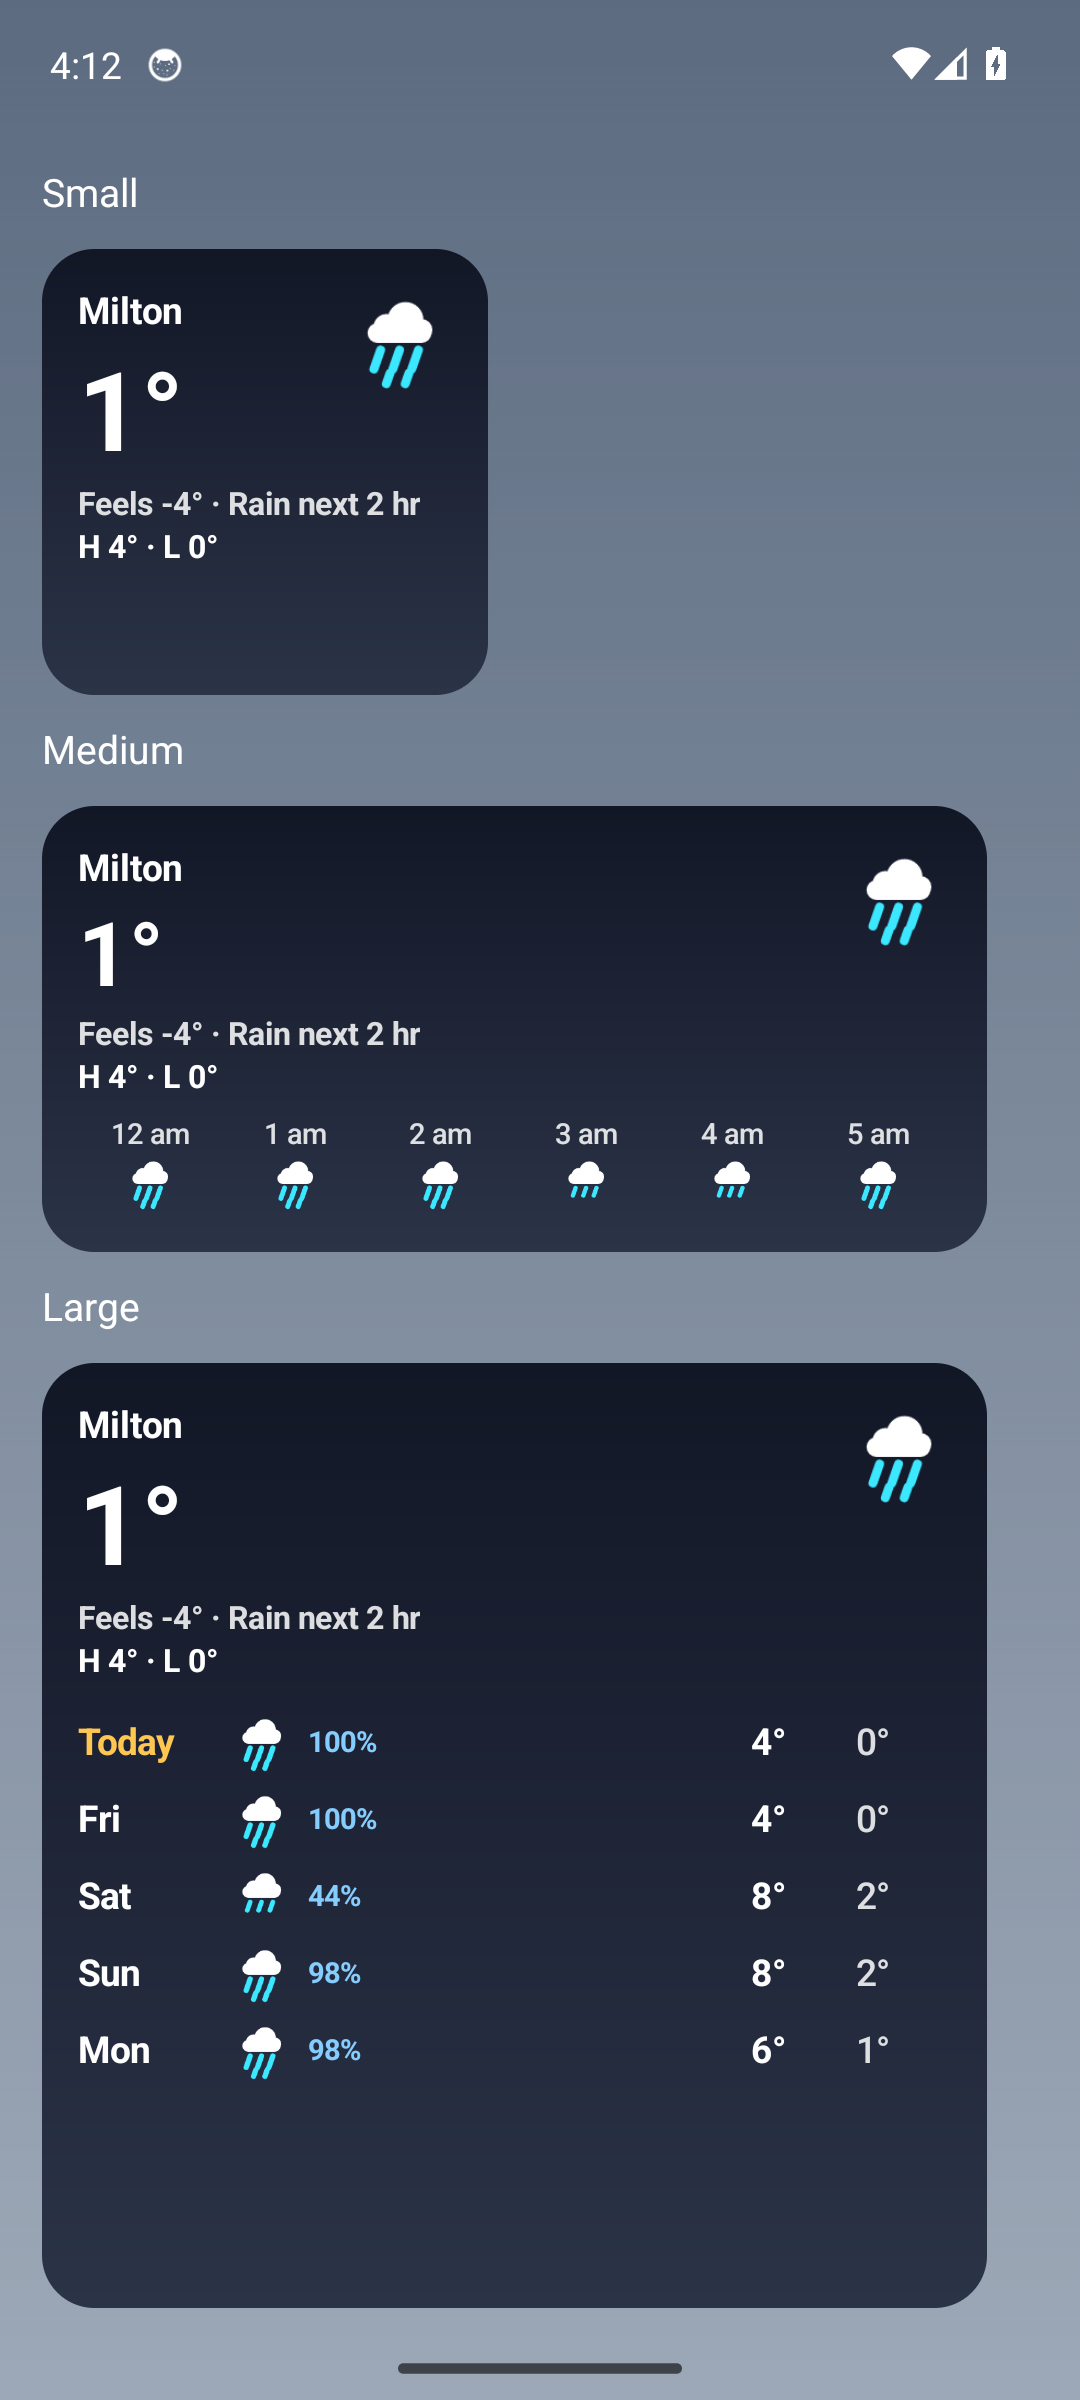 4:12
Small
Milton
1°
Feels -4° · Rain next 2 hr
H 4° · L 0°
Medium
Milton
1°
Feels -4° · Rain next 2 hr
H 4° · L 0°
12 am 1 am 2 am 3 am 4 am 5 am
Large
Milton
1°
Feels -4° · Rain next 2 hr
H 4° · L 0°
Today 100% 4° 0°
Fri 100% 4° 0°
Sat 44% 8° 2°
Sun 98% 8° 2°
Mon 98% 6° 1°